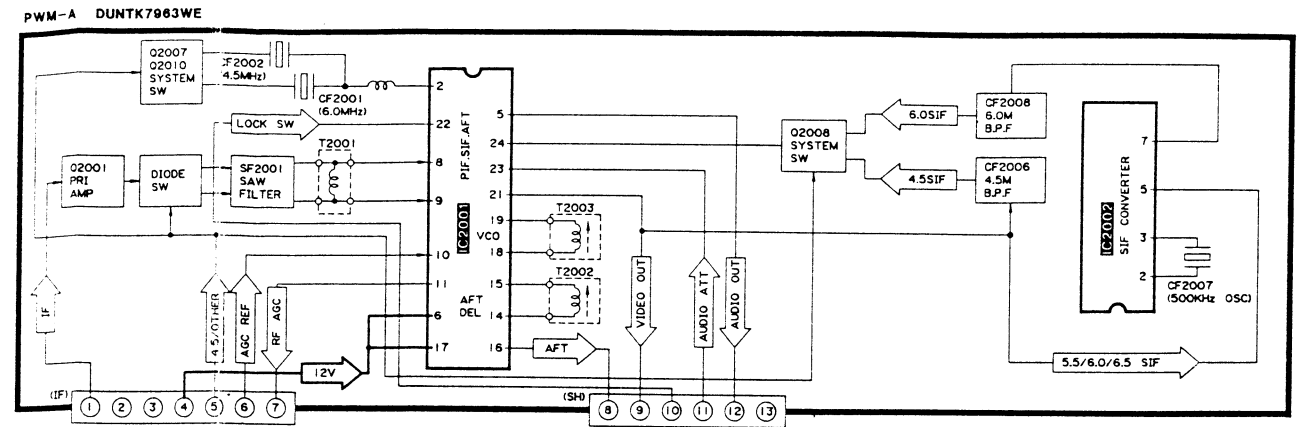 PWM-A DUNTK7963WE
Q2007
Q2010
SYSTEM
SW
CF2002
(4.5MHz)
CF2001
(6.0MHz)
LOCK SW
T2001
Q2001
PRI
AMP
DIODE
SW
SF2001
SAW
FILTER
2
22
8
9
10
11
6
17
PIF.SIF.AFT
IC2001
VCO
AFT
DEL
5
24
23
21
19
18
15
14
16
T2003
T2002
AFT
12V
IF
4.5/OTHER
AGC REF
RF AGC
VIDEO OUT
AUDIO ATT
AUDIO OUT
Q2008
SYSTEM
SW
6.0SIF
4.5SIF
CF2008
6.0M
B.P.F
CF2006
4.5M
B.P.F
IC2002
SIF CONVERTER
7
5
3
2
CF2007
(500KHz OSC)
5.5/6.0/6.5 SIF
(IF)
1 2 3 4 5 6 7
(SH)
8 9 10 11 12 13